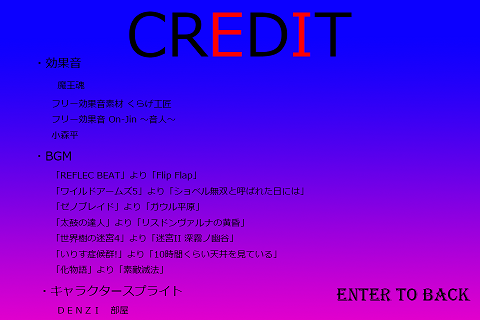 CREDIT
・効果音
魔王魂
フリー効果音素材 くらげ工匠
フリー効果音 On-Jin ～音人～
小森平
・BGM
「REFLEC BEAT」より「Flip Flap」
「ワイルドアームズ5」より「ショベル無双と呼ばれた日には」
「ゼノブレイド」より「ガウル平原」
「太鼓の達人」より「リズドンヴァルナの黄昏」
「世界樹の迷宮4」より「迷宮II 深霧ノ幽谷」
「いりす症候群!」より「10時間くらい天井を見ている」
「化物語」より「素敵滅法」
・キャラクタースプライト
DENZI 部屋
ENTER TO BACK